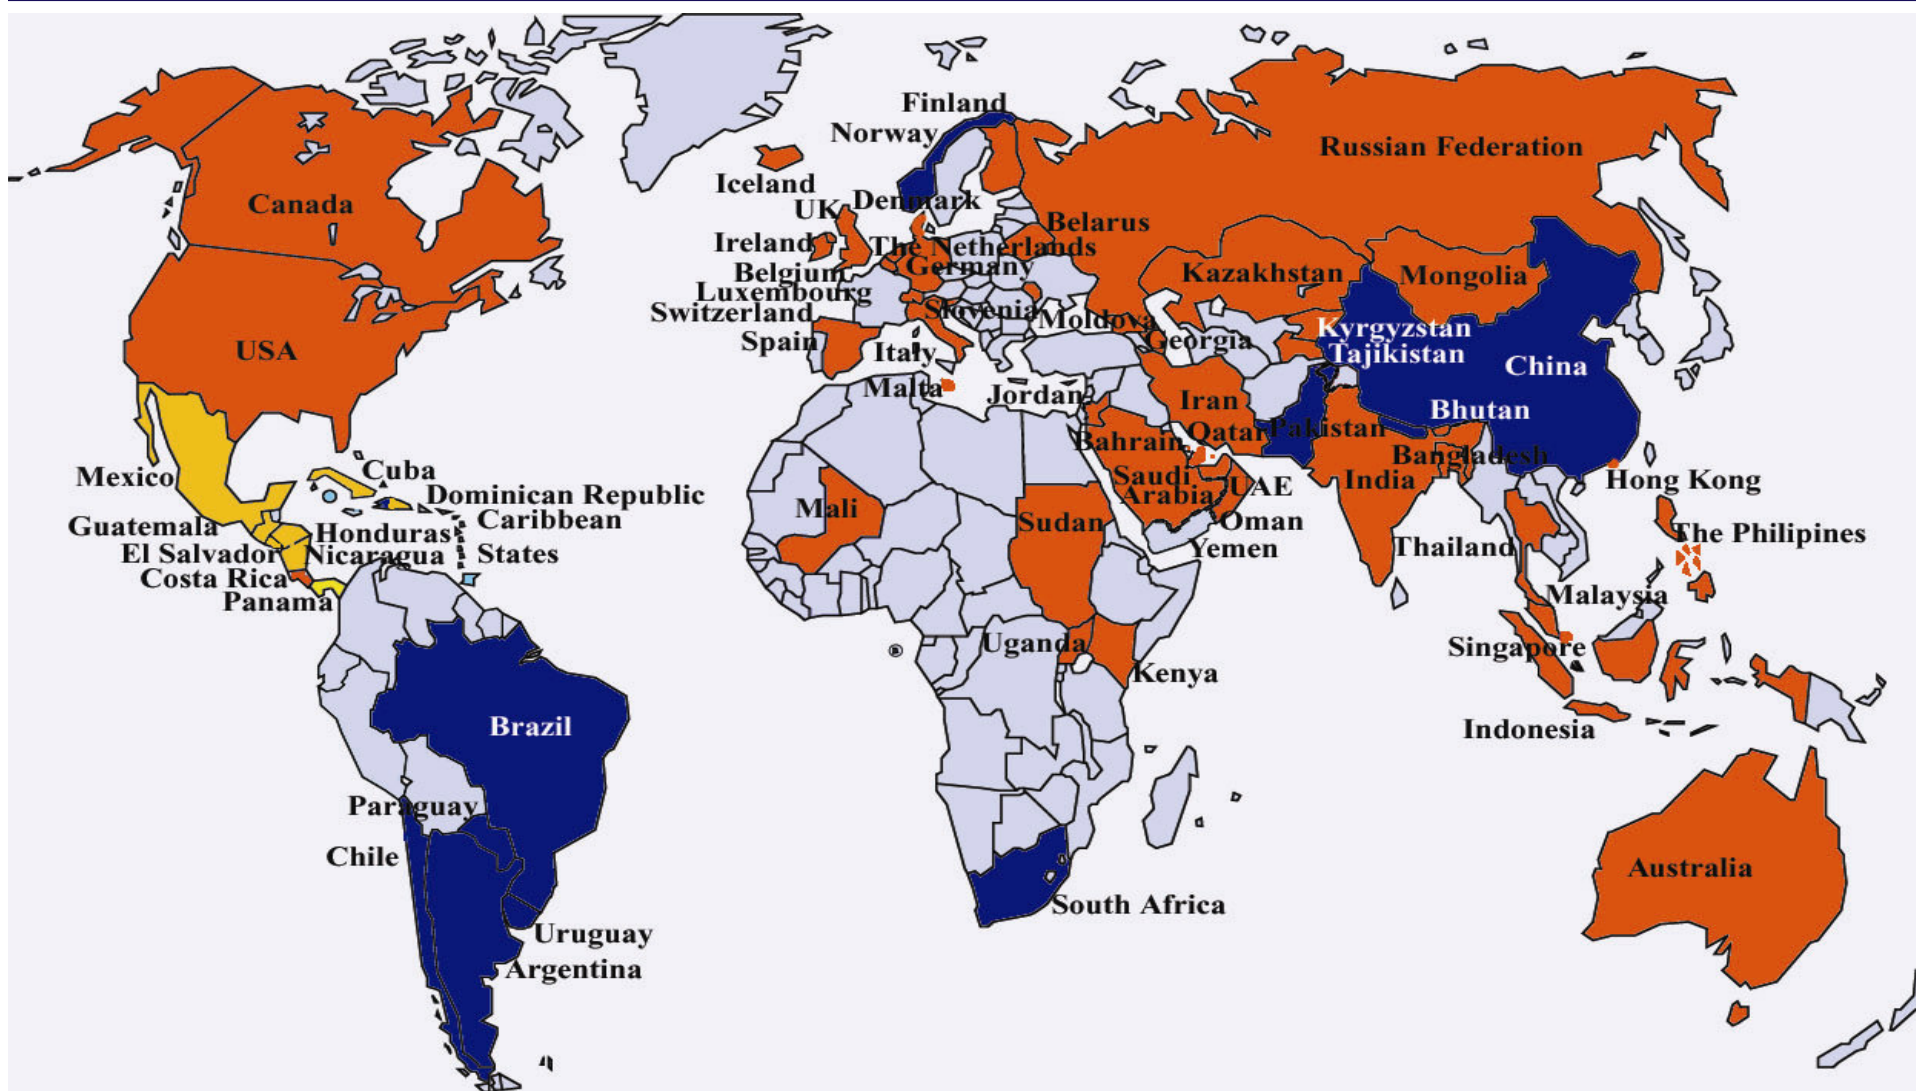 Finland
Norway
Russian Federation
Iceland
Canada
UK
Denmark
Belarus
Ireland
The Netherlands
Germany
Belgium
Kazakhstan
Mongolia
Luxembourg
Switzerland
Slovenia
Moldova
Kyrgyzstan
Spain
Italy
Georgia
Tajikistan
USA
China
Malta
Jordan
Iran
Bhutan
Qatar
Pakistan
Bahrain
Bangladesh
Cuba
Mexico
Saudi
Arabia
UAE
India
Hong Kong
Dominican Republic
Mali
Sudan
Oman
Caribbean
States
Guatemala
Honduras
The Philipines
El Salvador
Nicaragua
Yemen
Thailand
Costa Rica
Panama
Malaysia
Uganda
Singapore
Kenya
Brazil
Indonesia
Paraguay
Chile
Australia
South Africa
Uruguay
Argentina